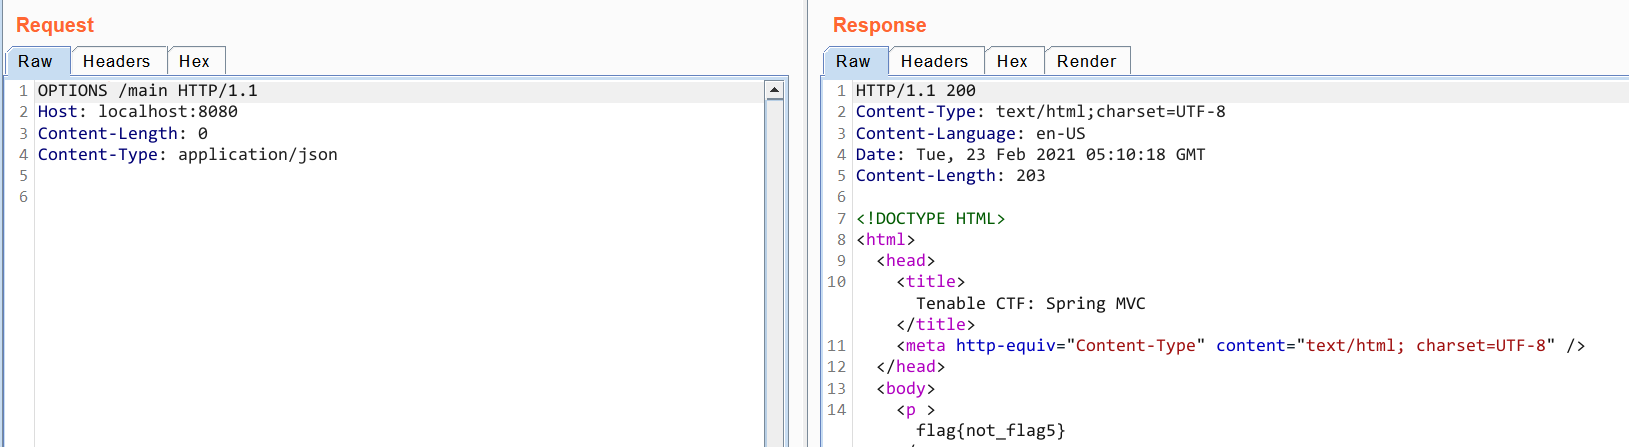 Request
Raw Headers Hex
1 OPTIONS /main HTTP/1.1
2 Host: localhost:8080
3 Content-Length: 0
4 Content-Type: application/json
5
6
Response
Raw Headers Hex Render
1 HTTP/1.1 200
2 Content-Type: text/html;charset=UTF-8
3 Content-Language: en-US
4 Date: Tue, 23 Feb 2021 05:10:18 GMT
5 Content-Length: 203
6
7 <!DOCTYPE HTML>
8 <html>
9 <head>
10 <title>
Tenable CTF: Spring MVC
</title>
11 <meta http-equiv="Content-Type" content="text/html; charset=UTF-8" />
12 </head>
13 <body>
14 <p >
flag{not_flag5}